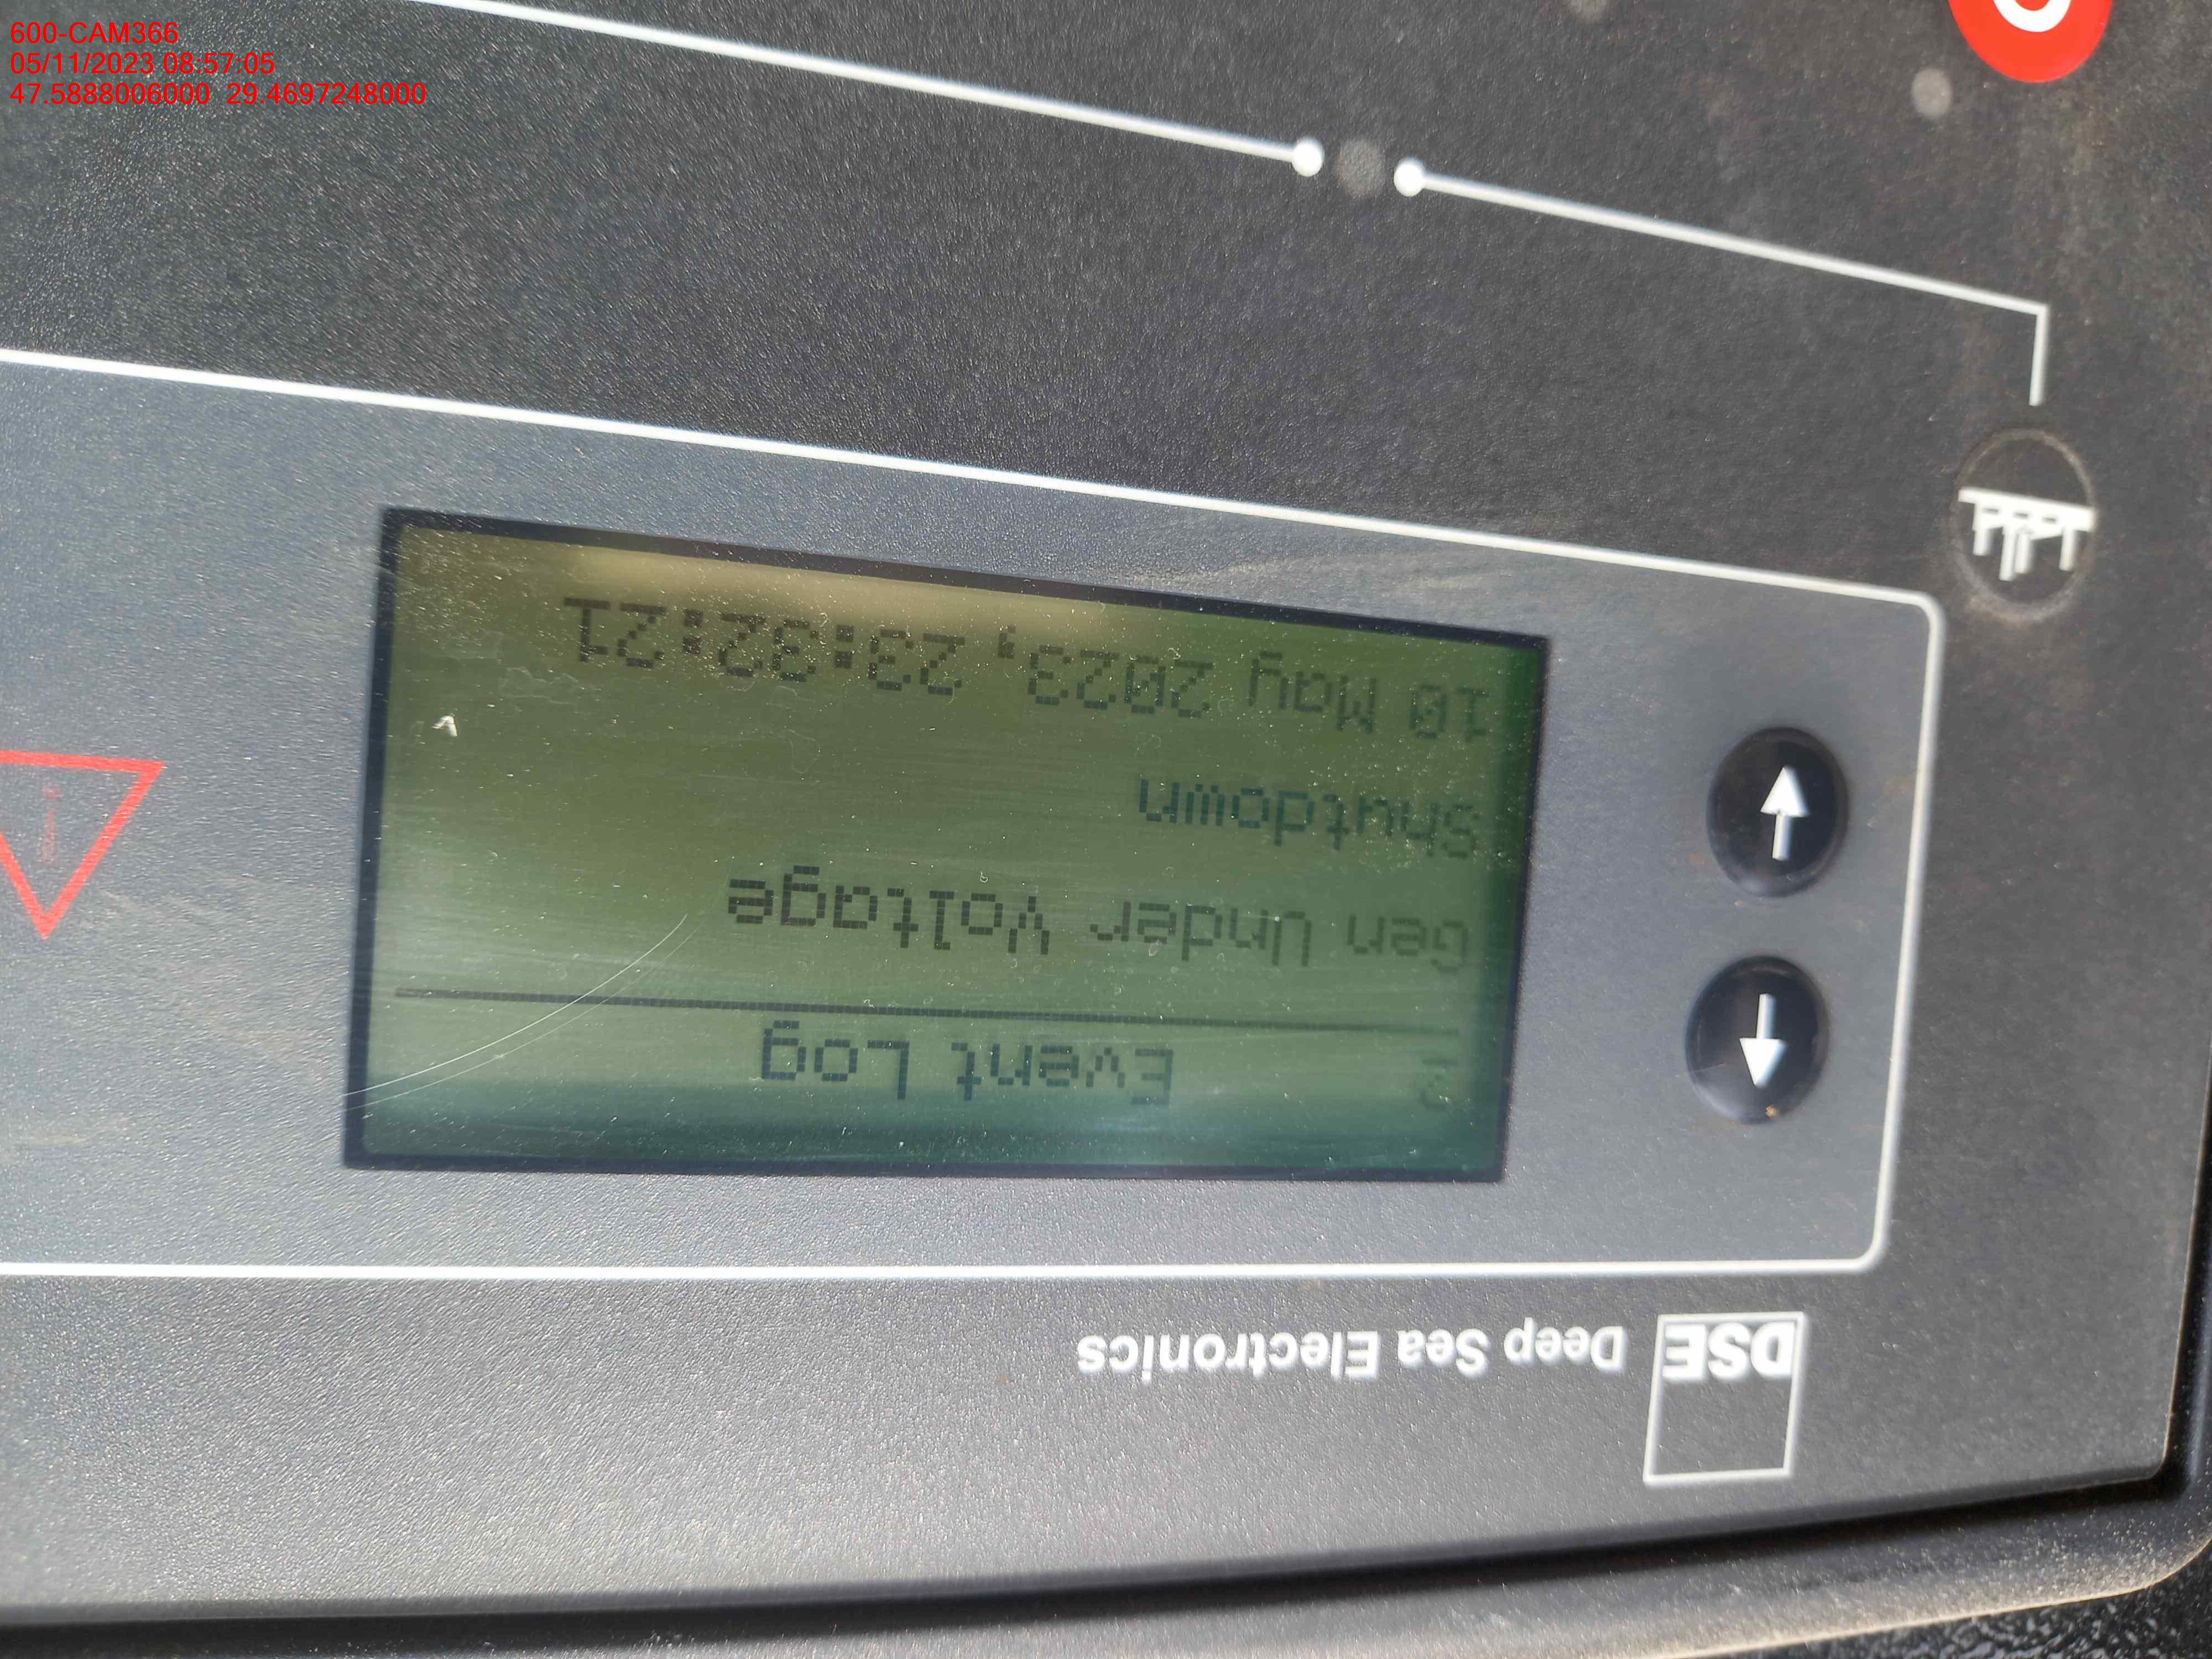 600-CAM366
05/11/2023 08:57:05
47.5888006000 29.4697248000
DSE Deep Sea Electronics
2 Event Log
Gen Under Voltage
Shutdown
10 May 2023, 23:32:21